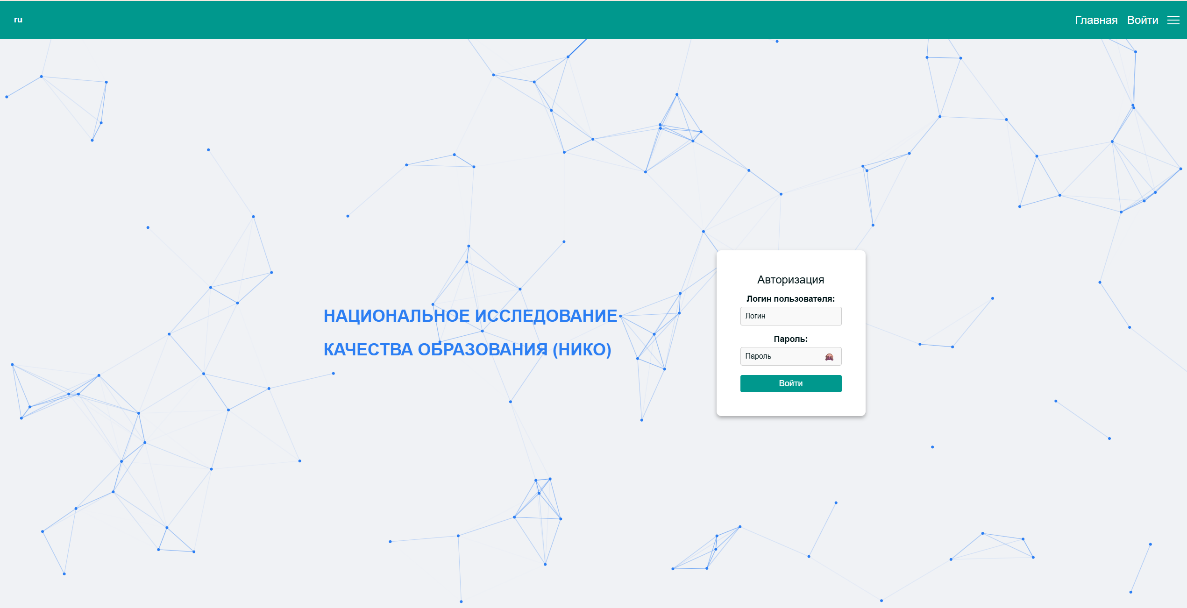 ru
Главная Войти
НАЦИОНАЛЬНОЕ ИССЛЕДОВАНИЕ
КАЧЕСТВА ОБРАЗОВАНИЯ (НИКО)
Авторизация
Логин пользователя:
Логин
Пароль:
Пароль
Войти